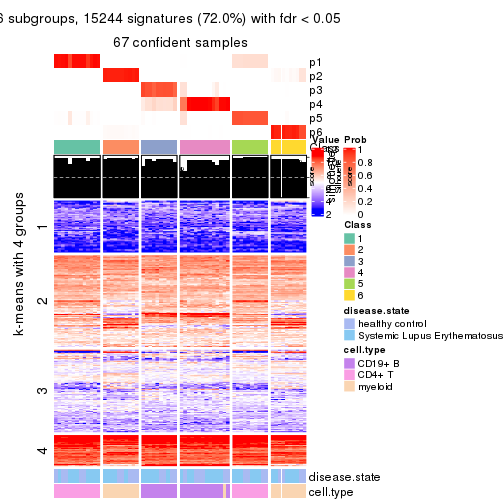 6 subgroups, 15244 signatures (72.0%) with fdr < 0.05
67 confident samples
p1
p2
p3
p4
p5
p6
Value
Prob
1
0.8
0.6
0.4
0.2
0
2
Class
1
2
3
4
5
6
disease.state
healthy control
Systemic Lupus Erythematosus
cell.type
CD19+ B
CD4+ T
myeloid
k-means with 4 groups
1
2
3
4
disease.state
cell.type